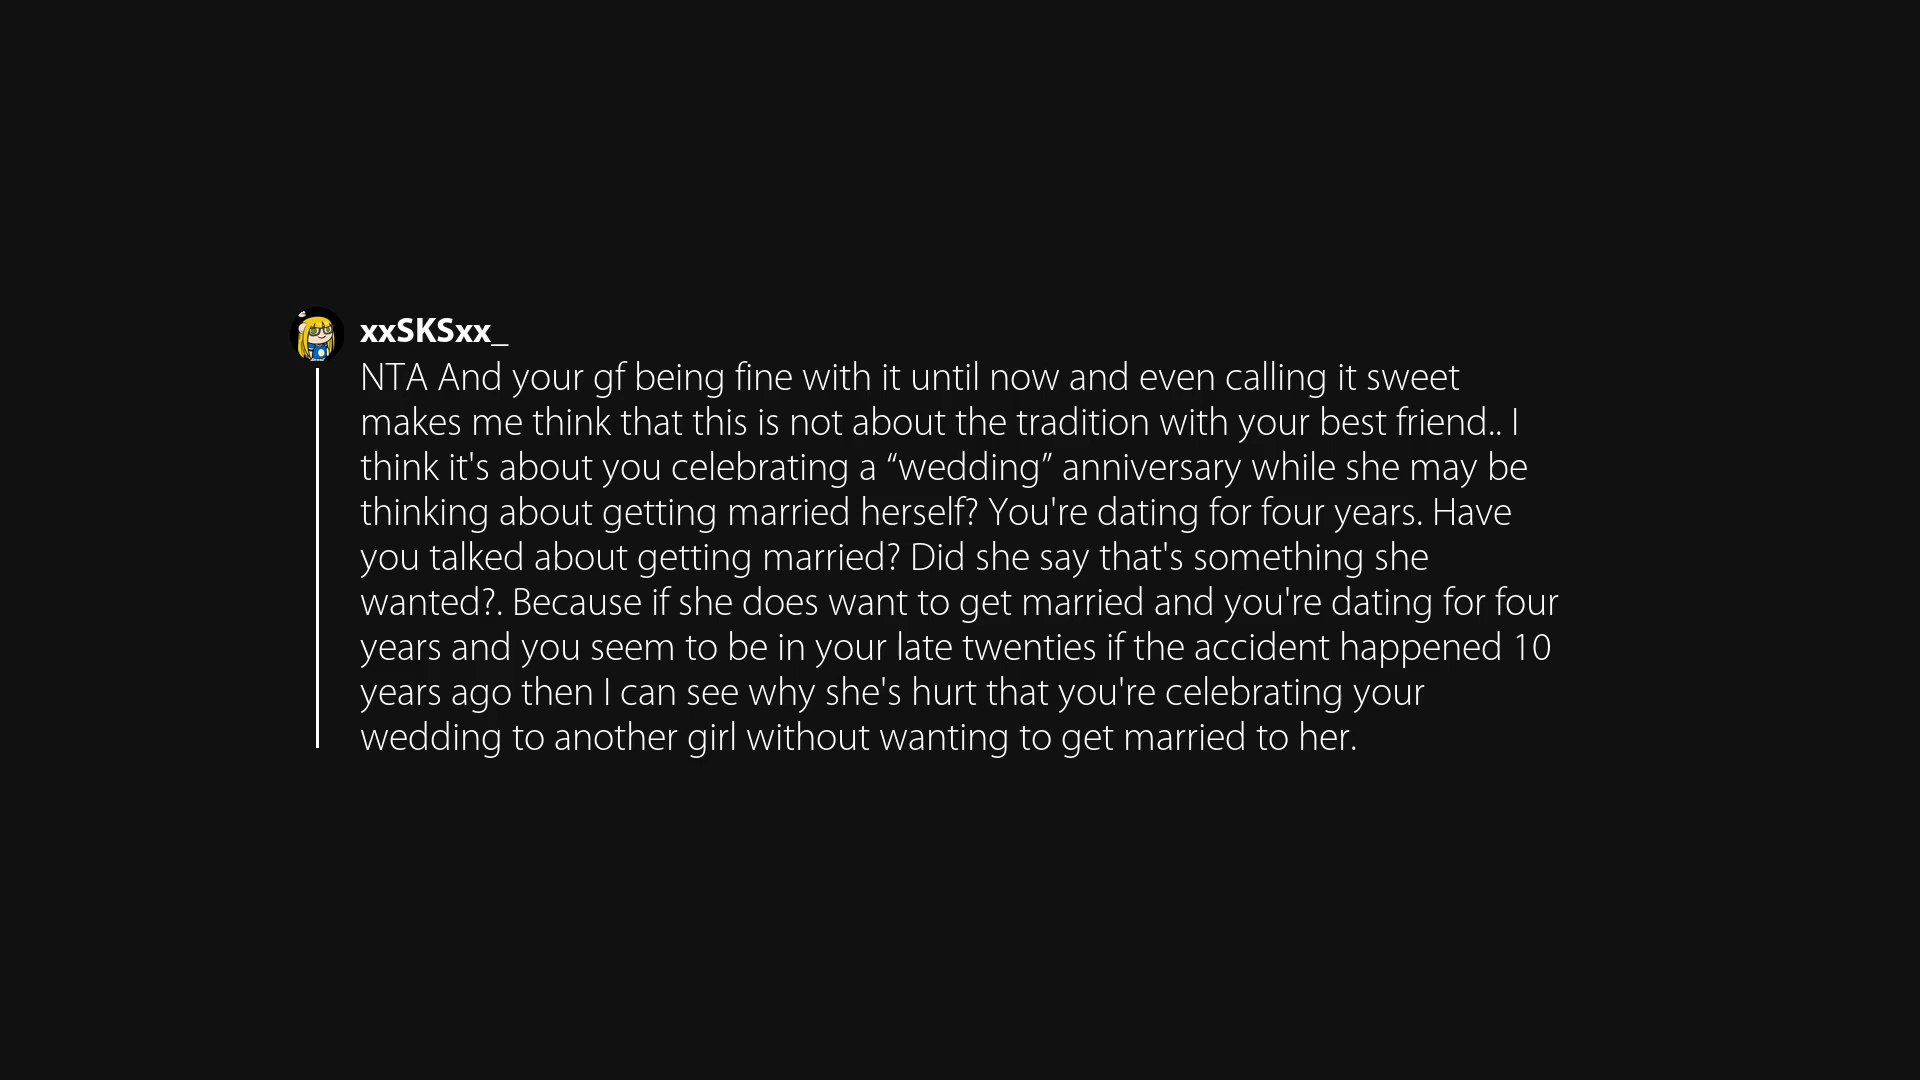 xxSKSxx_
NTA And your gf being fine with it until now and even calling it sweet
makes me think that this is not about the tradition with your best friend.. I
think it's about you celebrating a “wedding” anniversary while she may be
thinking about getting married herself? You're dating for four years. Have
you talked about getting married? Did she say that's something she
wanted?. Because if she does want to get married and you're dating for four
years and you seem to be in your late twenties if the accident happened 10
years ago then I can see why she's hurt that you're celebrating your
wedding to another girl without wanting to get married to her.